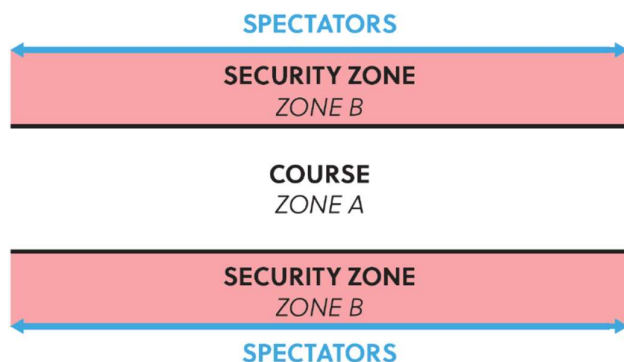 SPECTATORS
SECURITY ZONE
ZONE B
COURSE
ZONE A
SECURITY ZONE
ZONE B
SPECTATORS